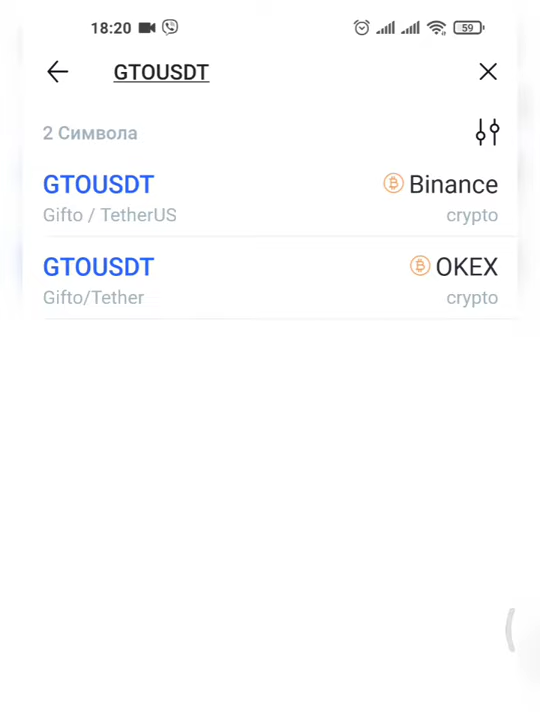 18:20 59
GTOUSDT
2 Символа
GTOUSDT Binance
Gifto / TetherUS crypto
GTOUSDT OKEX
Gifto/Tether crypto